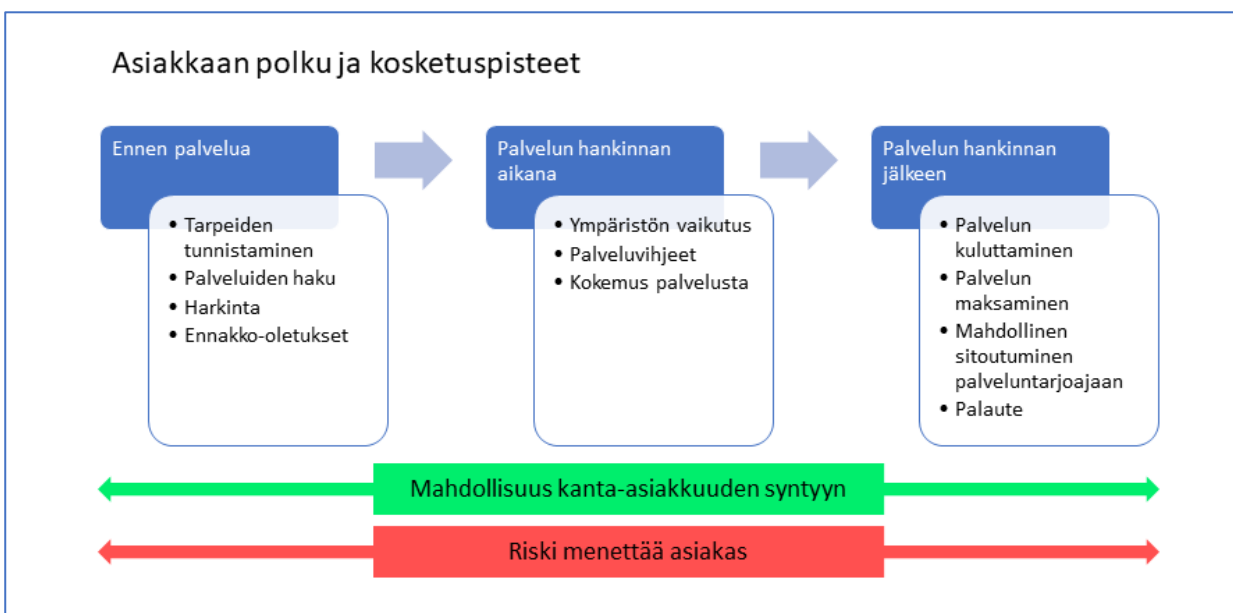 Asiakkaan polku ja kosketuspisteet
Ennen palvelua
• Tarpeiden
tunnistaminen
• Palveluiden haku
• Harkinta
• Ennakko-oletukset
Palvelun hankinnan
aikana
• Ympäristön vaikutus
• Palveluvihjeet
• Kokemus palvelusta
Palvelun hankinnan
jälkeen
• Palvelun
kuluttaminen
• Palvelun
maksaminen
• Mahdollinen
sitoutuminen
palveluntarjoajaan
• Palaute
Mahdollisuus kanta-asiakkuuden syntyyn
Riski menettää asiakas